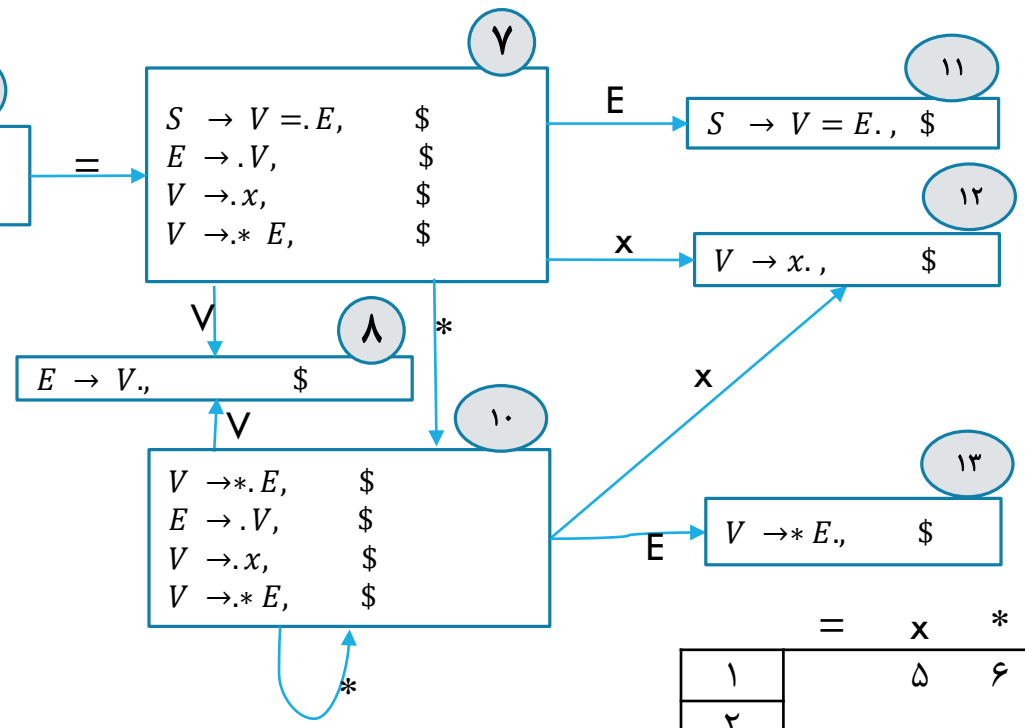 ۷
S → V =. E, $
E → . V, $
V →. x, $
V →.* E, $
=
E
۱۱
S → V = E. , $
x
۱۲
V → x. , $
V
*
۸
E → V., $
V
x
۱۰
V →*. E, $
E → . V, $
V →. x, $
V →.* E, $
*
E
۱۳
V →* E., $
= x *
۱ ۵ ۶
۲